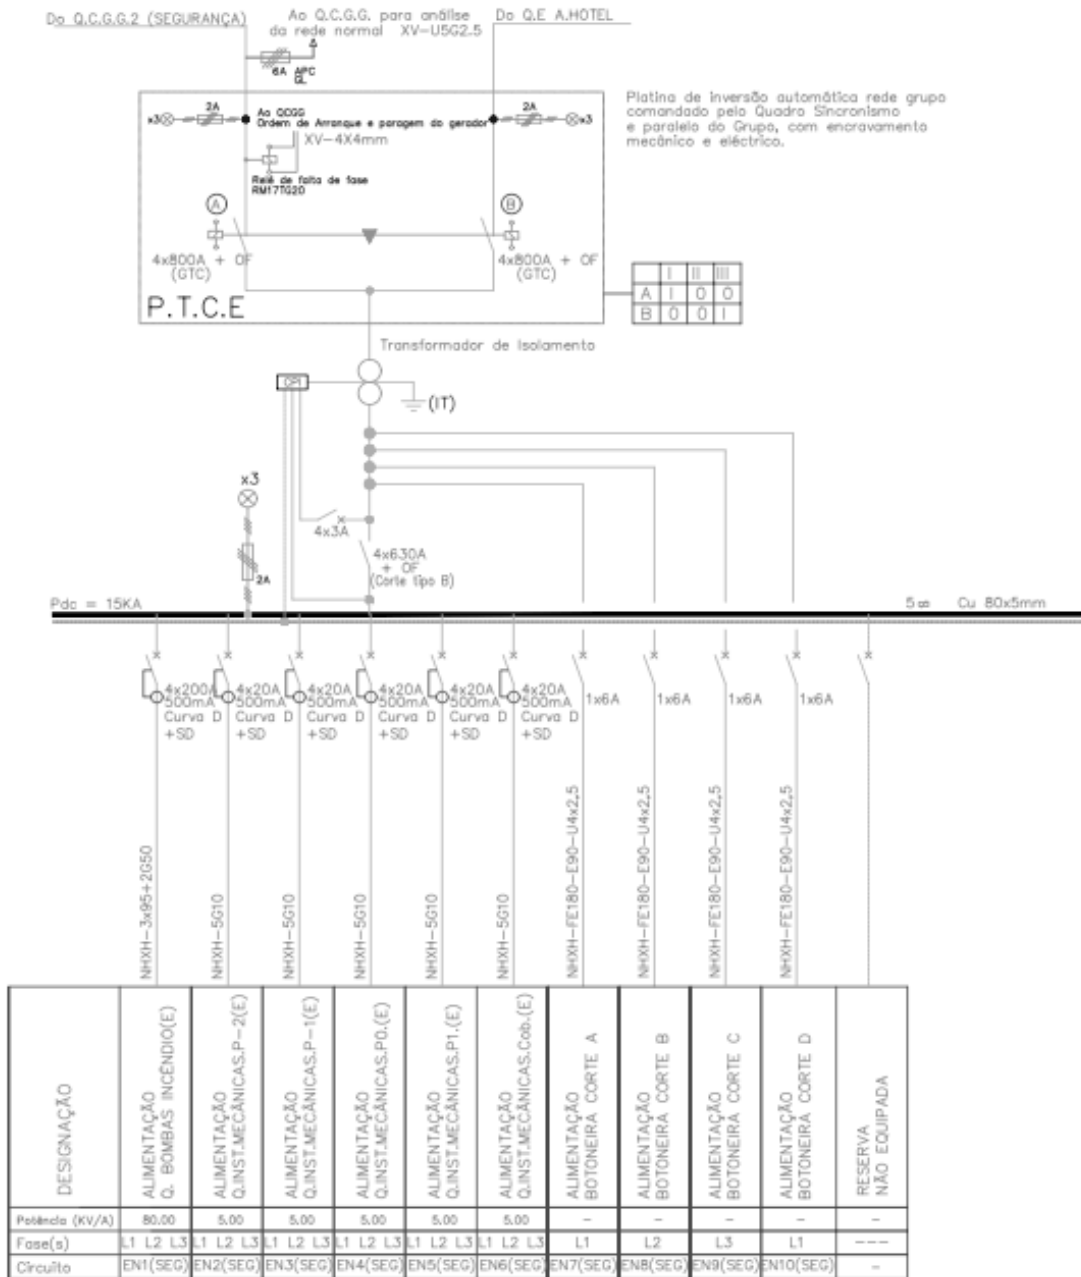 Do Q.C.G.G.2 (SEGURANÇA)
Ao Q.C.G.G. para análise
da rede normal XV-U5G2.5
Do Q.E A.HOTEL
6A APC
GL
Platina de inversão automática rede grupo
comandado pelo Quadro Sincronismo
e paralelo do Grupo, com encravamento
mecânico e eléctrico.
x3
2A
Ao QCGG
Ordem de Arranque e paragem do gerador
2A
x3
XV-4X4mm
Relé de falta de fase
RM17TG20
A
B
4x800A + OF
(GTC)
4x800A + OF
(GTC)
P.T.C.E
I II III
A I 0 0
B 0 0 I
Transformador de Isolamento
CPI
(IT)
x3
2A
4x3A
4x630A
+ OF
(Corte tipo B)
Pdc = 15KA
5 Cu 80x5mm
4x200A
500mA
Curva D
+SD
4x20A
500mA
Curva D
+SD
4x20A
500mA
Curva D
+SD
4x20A
500mA
Curva D
+SD
4x20A
500mA
Curva D
+SD
4x20A
500mA
Curva D
+SD
1x6A
1x6A
1x6A
1x6A
NHXH-3x95+2G50
NHXH-5G10
NHXH-5G10
NHXH-5G10
NHXH-5G10
NHXH-5G10
NHXH-FE180-E90-U4x2,5
NHXH-FE180-E90-U4x2,5
NHXH-FE180-E90-U4x2,5
NHXH-FE180-E90-U4x2,5
DESIGNAÇÃO
ALIMENTAÇÃO
Q. BOMBAS INCÊNDIO(E)
ALIMENTAÇÃO
Q.INST.MECÂNICAS.P-2(E)
ALIMENTAÇÃO
Q.INST.MECÂNICAS.P-1(E)
ALIMENTAÇÃO
Q.INST.MECÂNICAS.P0.(E)
ALIMENTAÇÃO
Q.INST.MECÂNICAS.P1.(E)
ALIMENTAÇÃO
Q.INST.MECÂNICAS.Cob.(E)
ALIMENTAÇÃO
BOTONEIRA CORTE A
ALIMENTAÇÃO
BOTONEIRA CORTE B
ALIMENTAÇÃO
BOTONEIRA CORTE C
ALIMENTAÇÃO
BOTONEIRA CORTE D
RESERVA
NÃO EQUIPADA
Potência (KV/A) 80.00 5.00 5.00 5.00 5.00 5.00 - - - - -
Fase(s) L1 L2 L3 L1 L2 L3 L1 L2 L3 L1 L2 L3 L1 L2 L3 L1 L2 L3 L1 L2 L3 L1 ---
Circuito EN1(SEG) EN2(SEG) EN3(SEG) EN4(SEG) EN5(SEG) EN6(SEG) EN7(SEG) EN8(SEG) EN9(SEG) EN10(SEG) -